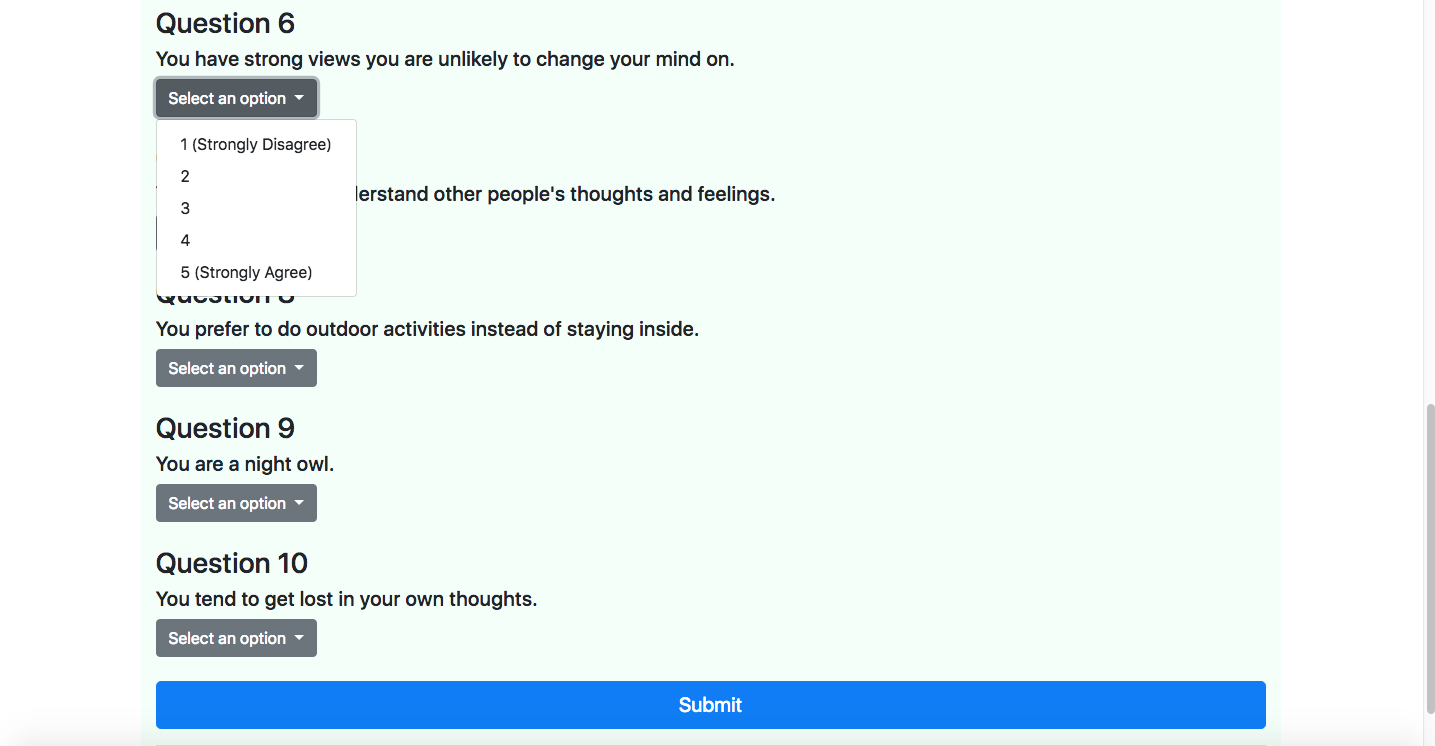 Question 6
You have strong views you are unlikely to change your mind on.
Select an option
1 (Strongly Disagree)
2
3
4
5 (Strongly Agree)
other people's thoughts and feelings.
Question 8
You prefer to do outdoor activities instead of staying inside.
Select an option
Question 9
You are a night owl.
Select an option
Question 10
You tend to get lost in your own thoughts.
Select an option
Submit